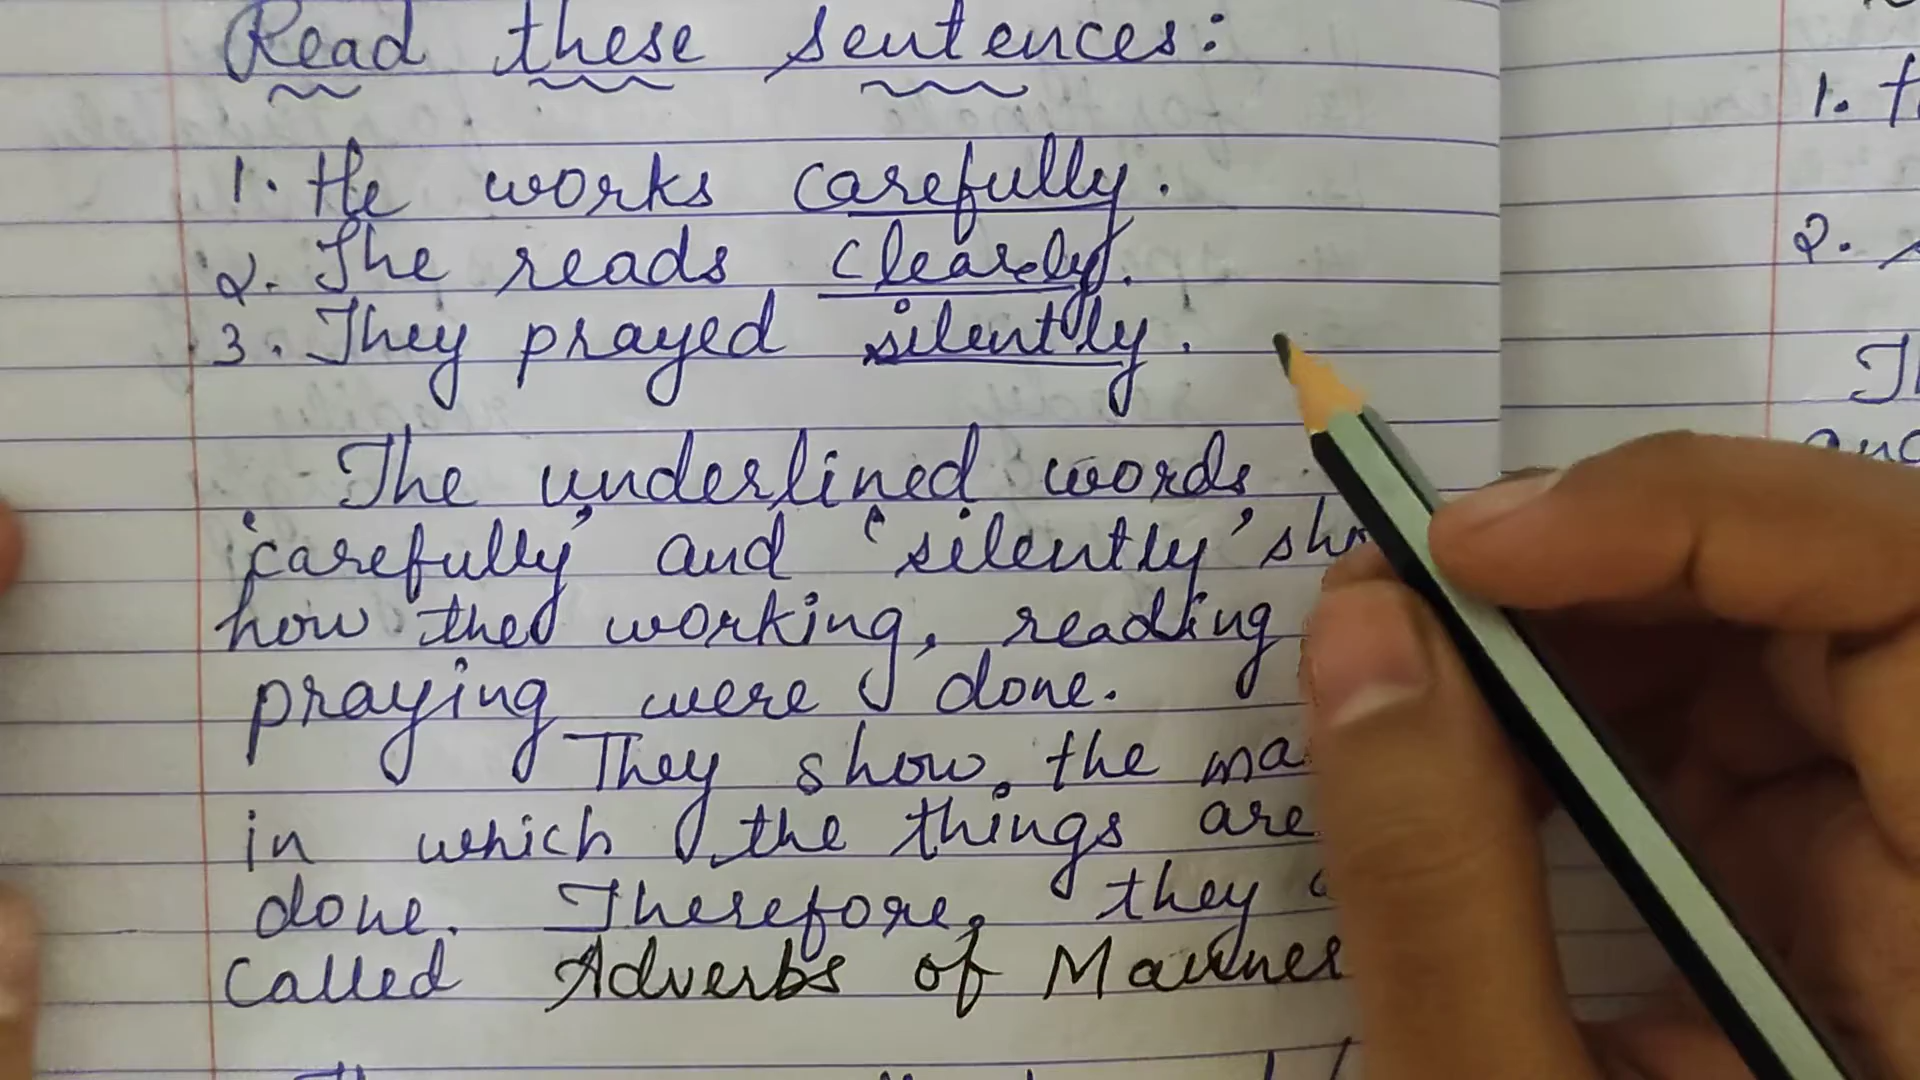 Read these sentences:
1. He works carefully.
2. She reads clearly.
3. They prayed silently.
The underlined words
'carefully' and 'silently'
how the working, reading
praying were done.
They show the
in which the things are
done. Therefore, they
called Adverbs of Manner
1.
2.